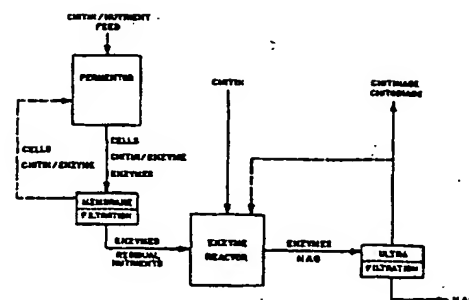 CHITIN/NUTRIENT
FEED
FERMENTOR
CHITIN
CHITINASE
CHITOBIASE
CELLS
CHITIN/ENZYME
CELLS
CHITIN/ENZYME
ENZYMES
MEMBRANE
FILTRATION
ENZYMES
RESIDUAL
NUTRIENTS
ENZYME
REACTOR
ENZYMES
NAG
ULTRA
FILTRATION
NAG